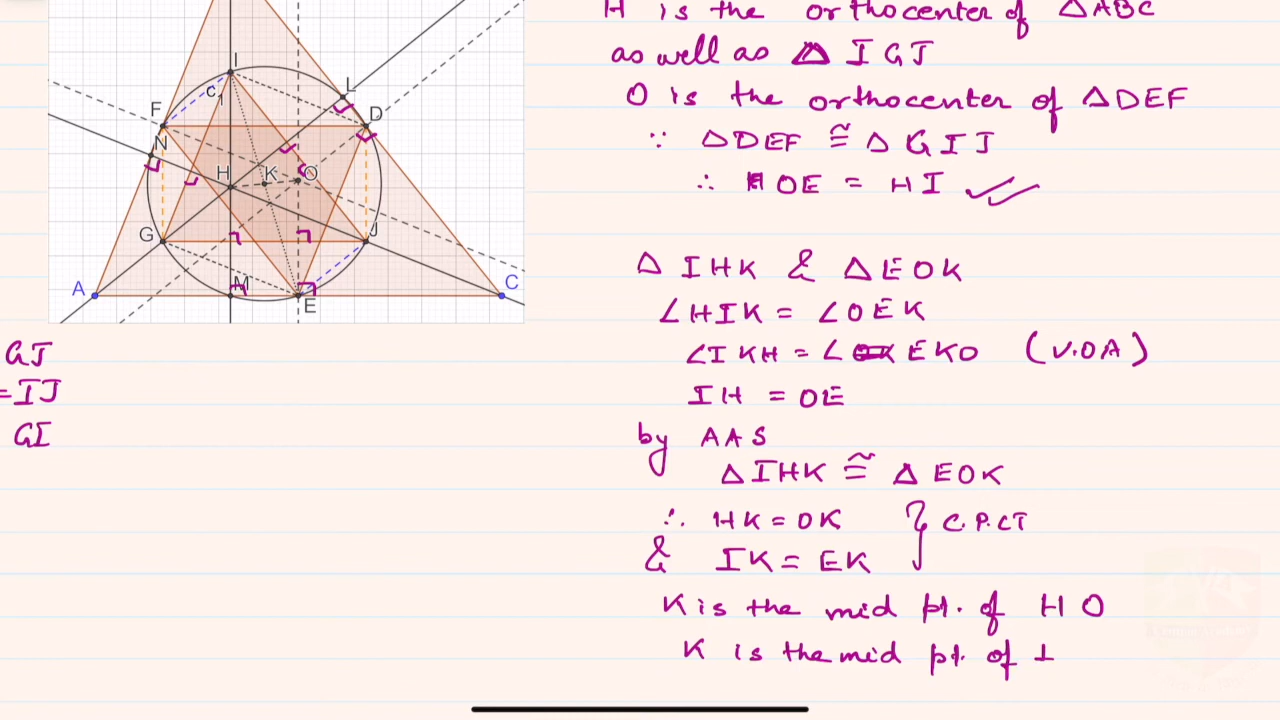 I
L
C1
F
D
N
H
K
O
G
J
A
M
E
C
GJ
=IJ
GI
H is the orthocenter of △ABC
as well as △ IGJ
O is the orthocenter of △DEF
∵ △DEF ≅ △ GIJ
∴ OE = HI
△ IHK & △EOK
∠HIK = ∠OEK
∠IKH = ∠ EKO (V.O.A)
IH = OE
by AAS
△IHK ≅ △ EOK
∴ HK = OK } C.P.CT
& IK = EK
K is the mid pt. of HO
K is the mid pt. of